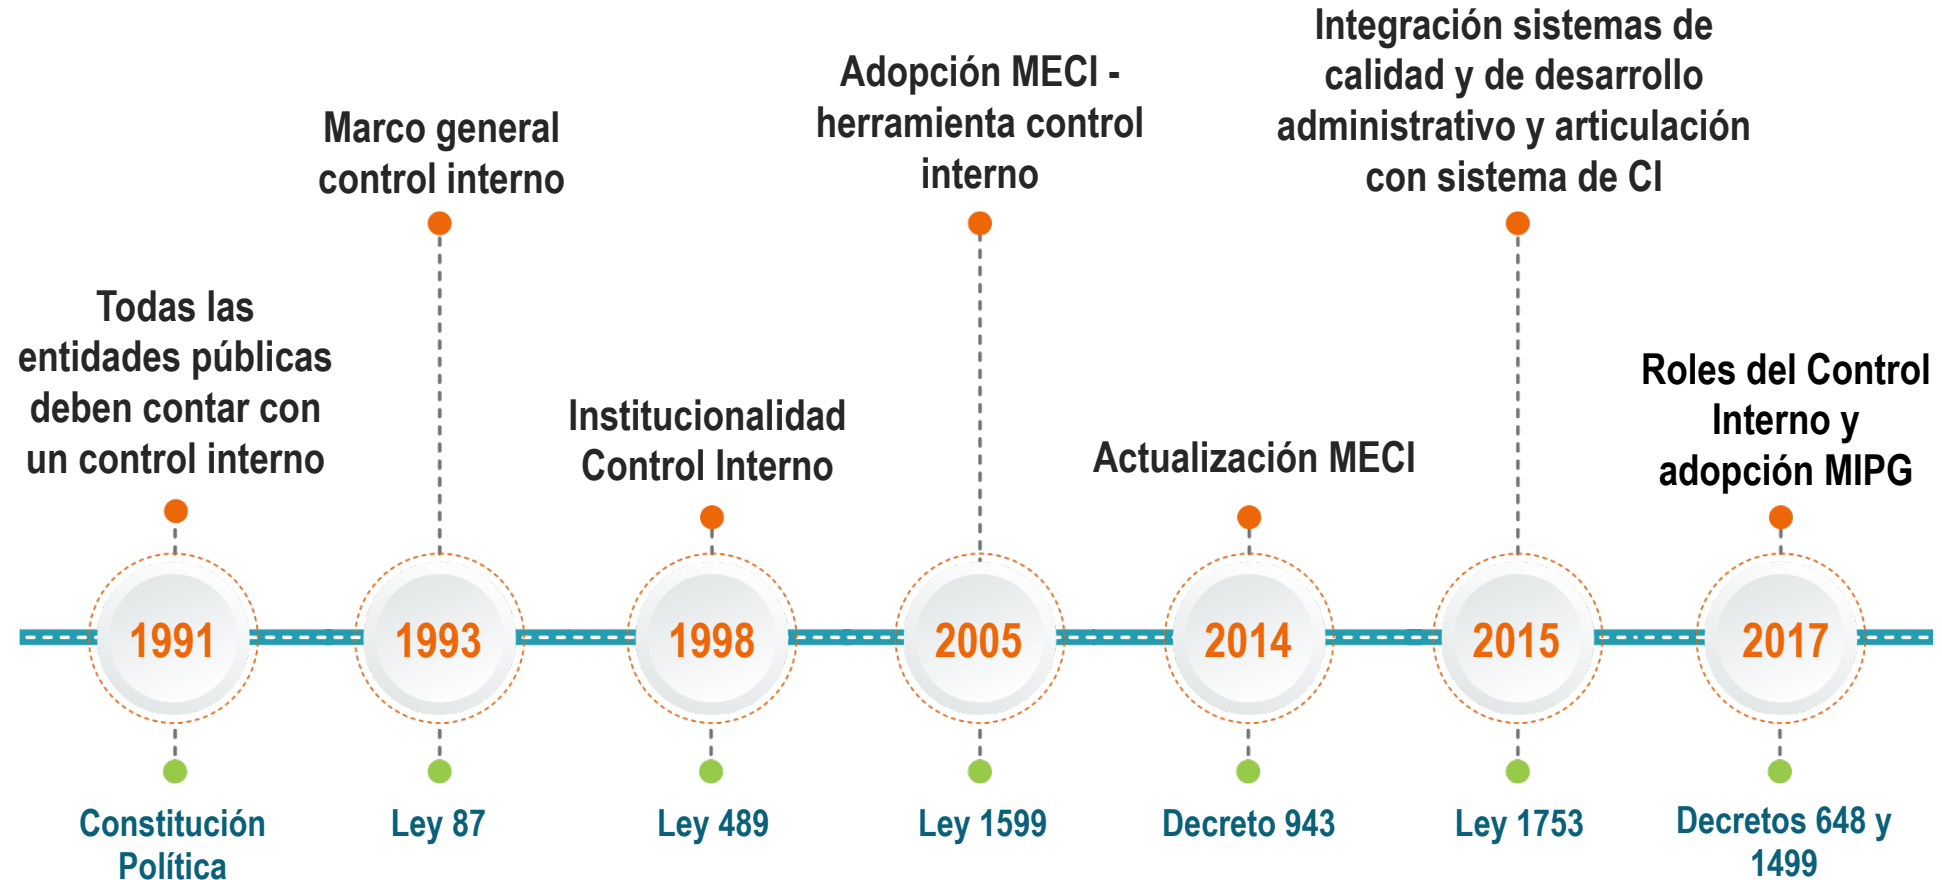 Todas las
entidades públicas
deben contar con
un control interno
1991
Constitución
Política
Marco general
control interno
1993
Ley 87
Institucionalidad
Control Interno
1998
Ley 489
Adopción MECI -
herramienta control
interno
2005
Ley 1599
Actualización MECI
2014
Decreto 943
Integración sistemas de
calidad y de desarrollo
administrativo y articulación
con sistema de CI
2015
Ley 1753
Roles del Control
Interno y
adopción MIPG
2017
Decretos 648 y
1499